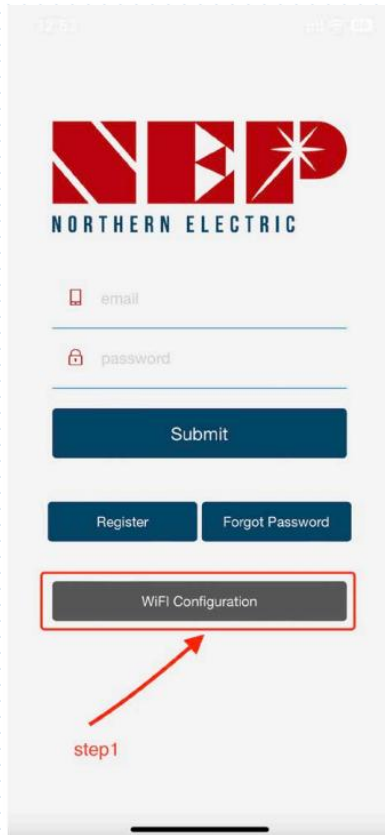 NEP
NORTHERN ELECTRIC
email
password
Submit
Register Forgot Password
WiFI Configuration
step1